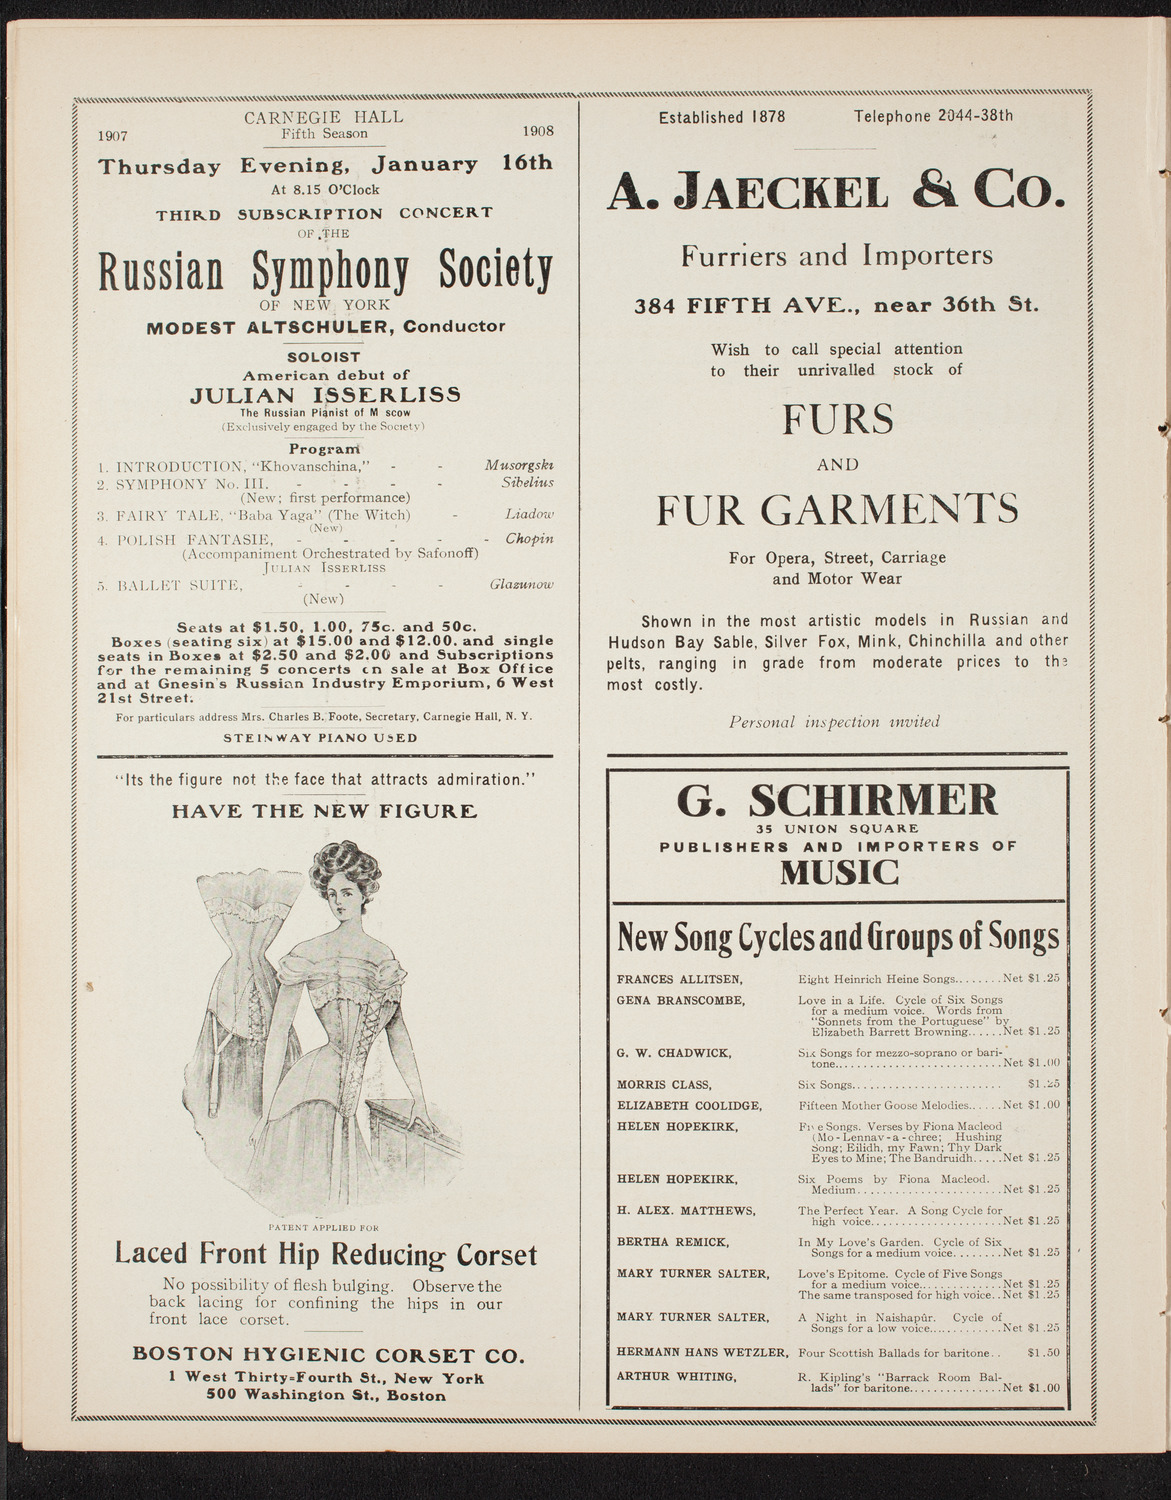 CARNEGIE HALL
1907 Fifth Season 1908
Thursday Evening, January 16th
At 8.15 O'Clock
THIRD SUBSCRIPTION CONCERT
OF THE
Russian Symphony Society
OF NEW YORK
MODEST ALTSCHULER, Conductor
SOLOIST
American debut of
JULIAN ISSERLISS
The Russian Pianist of M scow
(Exclusively engaged by the Society)
Program
1. INTRODUCTION, "Khovanschina," - - Musorgski
2. SYMPHONY No. III. - - - - Sibelius
(New; first performance)
3. FAIRY TALE, "Baba Yaga" (The Witch) - Liadow
(New)
4. POLISH FANTASIE, - - - - - Chopin
(Accompaniment Orchestrated by Safonoff)
JULIAN ISSERLISS
5. BALLET SUITE, - - - - Glazunow
(New)
Seats at $1.50, 1.00, 75c. and 50c.
Boxes (seating six) at $15.00 and $12.00. and single
seats in Boxes at $2.50 and $2.00 and Subscriptions
for the remaining 5 concerts cn sale at Box Office
and at Gnesin's Russian Industry Emporium, 6 West
21st Street.
For particulars address Mrs. Charles B. Foote, Secretary, Carnegie Hall, N. Y.
STEINWAY PIANO USED
"Its the figure not the face that attracts admiration."
HAVE THE NEW FIGURE
PATENT APPLIED FOR
Laced Front Hip Reducing Corset
No possibility of flesh bulging. Observe the
back lacing for confining the hips in our
front lace corset.
BOSTON HYGIENIC CORSET CO.
1 West Thirty-Fourth St., New York
500 Washington St., Boston
Established 1878 Telephone 2044-38th
A. JAECKEL & CO.
Furriers and Importers
384 FIFTH AVE., near 36th St.
Wish to call special attention
to their unrivalled stock of
FURS
AND
FUR GARMENTS
For Opera, Street, Carriage
and Motor Wear
Shown in the most artistic models in Russian and
Hudson Bay Sable, Silver Fox, Mink, Chinchilla and other
pelts, ranging in grade from moderate prices to the
most costly.
Personal inspection invited
G. SCHIRMER
35 UNION SQUARE
PUBLISHERS AND IMPORTERS OF
MUSIC
New Song Cycles and Groups of Songs
FRANCES ALLITSEN, Eight Heinrich Heine Songs........Net $1.25
GENA BRANSCOMBE, Love in a Life. Cycle of Six Songs
for a medium voice. Words from
"Sonnets from the Portuguese" by
Elizabeth Barrett Browning......Net $1.25
G. W. CHADWICK, Six Songs for mezzo-soprano or bari-
tone............................Net $1.00
MORRIS CLASS, Six Songs......................... $1.25
ELIZABETH COOLIDGE, Fifteen Mother Goose Melodies......Net $1.00
HELEN HOPEKIRK, Five Songs. Verses by Fiona Macleod
(Mo-Lennav-a-chree; Hushing
Song; Eilidh, my Fawn; Thy Dark
Eyes to Mine; The Bandruidh.....Net $1.25
HELEN HOPEKIRK, Six Poems by Fiona Macleod.
Medium........................Net $1.25
H. ALEX. MATTHEWS, The Perfect Year. A Song Cycle for
high voice......................Net $1.25
BERTHA REMICK, In My Love's Garden. Cycle of Six
Songs for a medium voice.........Net $1.25
MARY TURNER SALTER, Love's Epitome. Cycle of Five Songs
for a medium voice..............Net $1.25
The same transposed for high voice..Net $1.25
MARY TURNER SALTER, A Night in Naishapûr. Cycle of
Songs for a low voice.............Net $1.25
HERMANN HANS WETZLER, Four Scottish Ballads for baritone.. $1.50
ARTHUR WHITING, R. Kipling's "Barrack Room Bal-
lads" for baritone...............Net $1.00